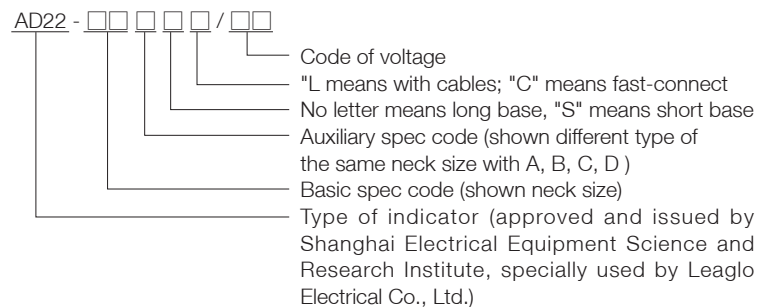 AD22 - □□ □ □ □ / □□
Code of voltage
"L means with cables; "C" means fast-connect
No letter means long base, "S" means short base
Auxiliary spec code (shown different type of
the same neck size with A, B, C, D )
Basic spec code (shown neck size)
Type of indicator (approved and issued by
Shanghai Electrical Equipment Science and
Research Institute, specially used by Leaglo
Electrical Co., Ltd.)